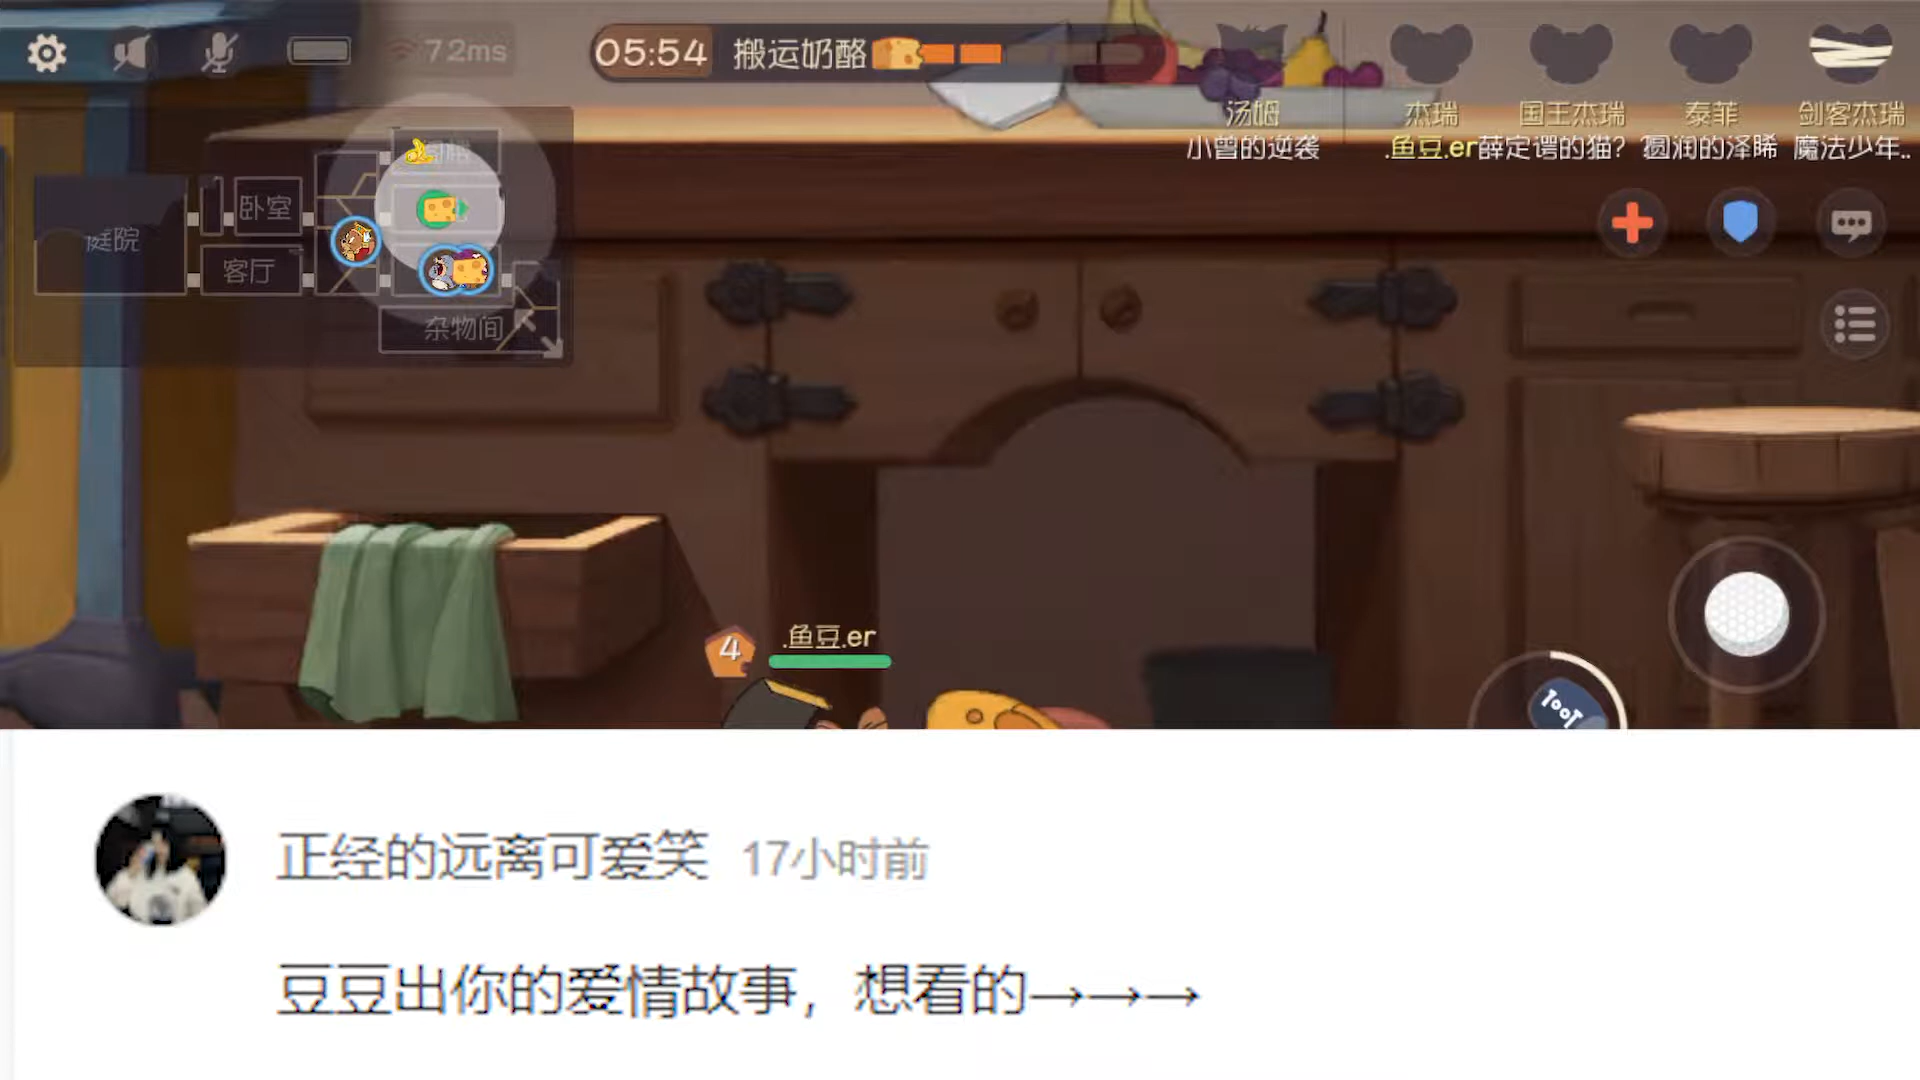 72ms
05:54 搬运奶酪
汤姆 杰瑞 国王杰瑞 泰菲 剑客杰瑞
小曾的逆袭 .鱼豆.er 薛定谔的猫? 圆润的泽晞 魔法少年..
卧室
庭院
客厅
杂物间
4 .鱼豆.er
正经的远离可爱笑 17小时前
豆豆出你的爱情故事，想看的→→→